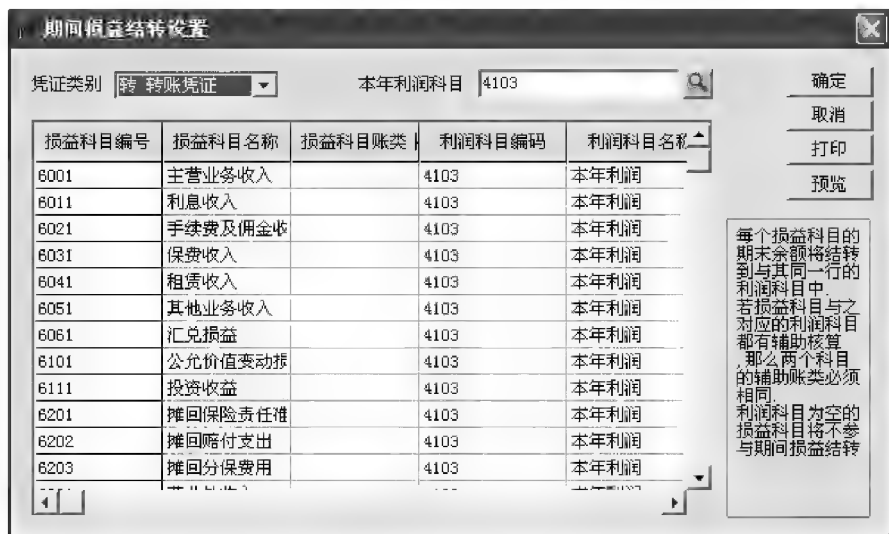 期间损益结转设置
凭证类别 转 转账凭证 本年利润科目 4103
确定
取消
打印
预览
损益科目编号 损益科目名称 损益科目账类 利润科目编码 利润科目名称
6001 主营业务收入 4103 本年利润
6011 利息收入 4103 本年利润
6021 手续费及佣金收 4103 本年利润
6031 保费收入 4103 本年利润
6041 租赁收入 4103 本年利润
6051 其他业务收入 4103 本年利润
6061 汇兑损益 4103 本年利润
6101 公允价值变动损 4103 本年利润
6111 投资收益 4103 本年利润
6201 摊回保险责任准 4103 本年利润
6202 摊回赔付支出 4103 本年利润
6203 摊回分保费用 4103 本年利润
每个损益科目的
期末余额将结转
到与其同一行的
利润科目中.
若损益科目与之
对应的利润科目
都有辅助核算
,那么两个科目
的辅助账类必须
相同.
利润科目为空的
损益科目将不参
与期间损益结转